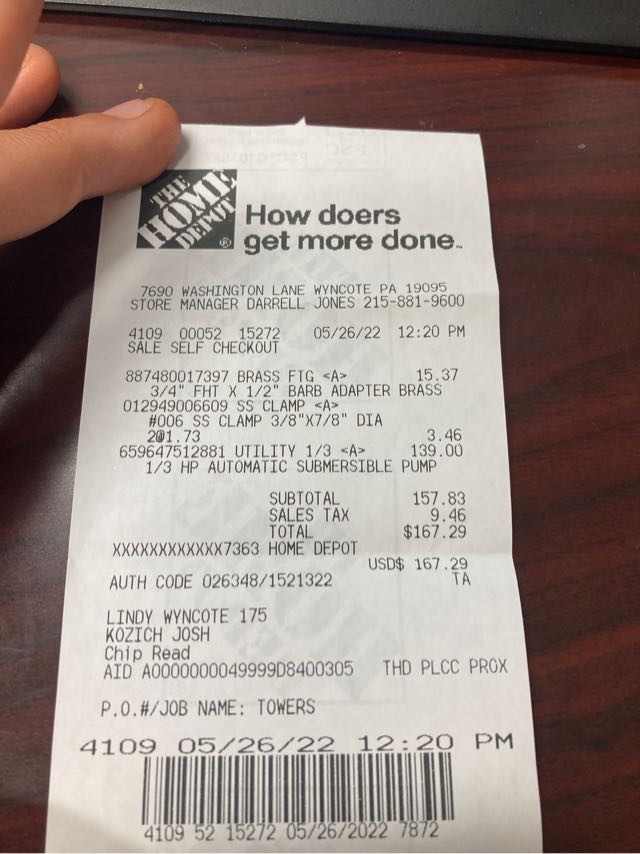 THE
HOME
DEPOT
®
How doers
get more done™
7690 WASHINGTON LANE WYNCOTE PA 19095
STORE MANAGER DARRELL JONES 215-881-9600
4109 00052 15272 05/26/22 12:20 PM
SALE SELF CHECKOUT
887480017397 BRASS FTG <A> 15.37
3/4" FHT X 1/2" BARB ADAPTER BRASS
012949006609 SS CLAMP <A>
#006 SS CLAMP 3/8"X7/8" DIA
2@1.73 3.46
659647512881 UTILITY 1/3 <A> 139.00
1/3 HP AUTOMATIC SUBMERSIBLE PUMP
SUBTOTAL 157.83
SALES TAX 9.46
TOTAL $167.29
XXXXXXXXXXXX7363 HOME DEPOT
USD$ 167.29
AUTH CODE 026348/1521322 TA
LINDY WYNCOTE 175
KOZICH JOSH
Chip Read
AID A0000000049999D8400305 THD PLCC PROX
P.O.#/JOB NAME: TOWERS
4109 05/26/22 12:20 PM
4109 52 15272 05/26/2022 7872